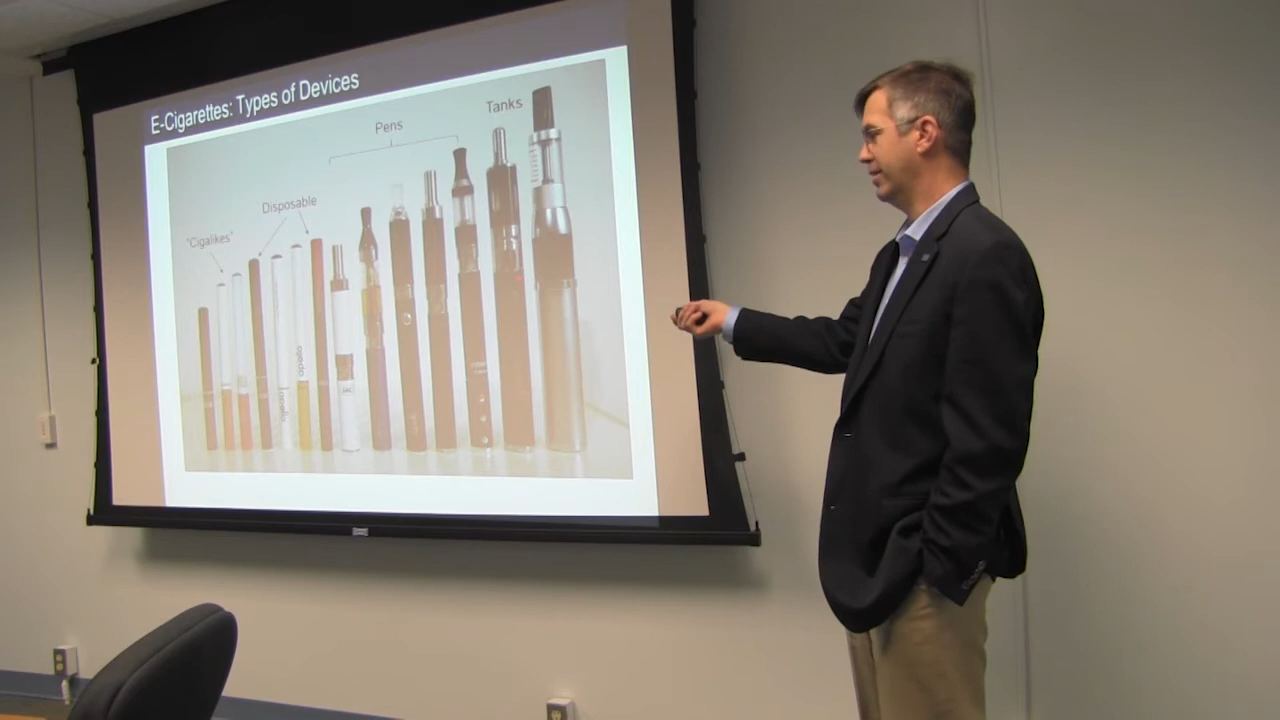 E-Cigarettes: Types of Devices
Tanks
Pens
Disposable
"Cigalikes"